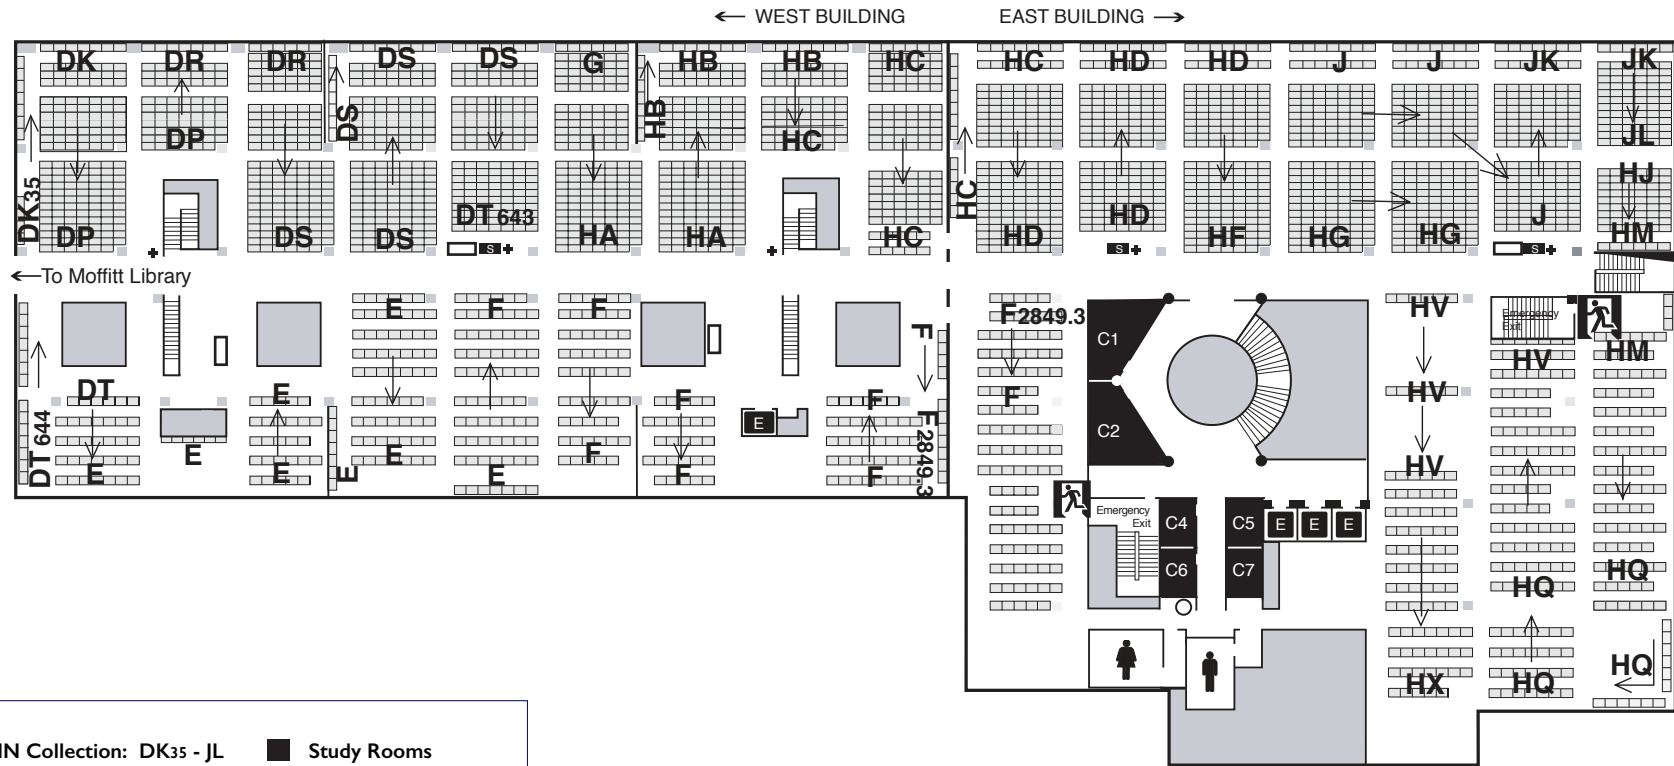 ← WEST BUILDING EAST BUILDING →
DK DR DR DS DS G HB HB HC HC HD HD J J JK JK
DP DS HB HC JL
HJ
DK35 HC
DT 643 HD J
DP DS DS HA HA HC HD HF HG HG HM
S S S
←To Moffitt Library
E F F F 2849.3 HV
Emergency
Exit
F C1 HV HM
DT E F F F HV
C2
DT 644 E E F F 2849.3
E E E E E F F F HV
Emergency
Exit
C4 C5 E E E
C6 C7
HQ HQ
HX HQ HQ
IN Collection: DK35 - JL Study Rooms